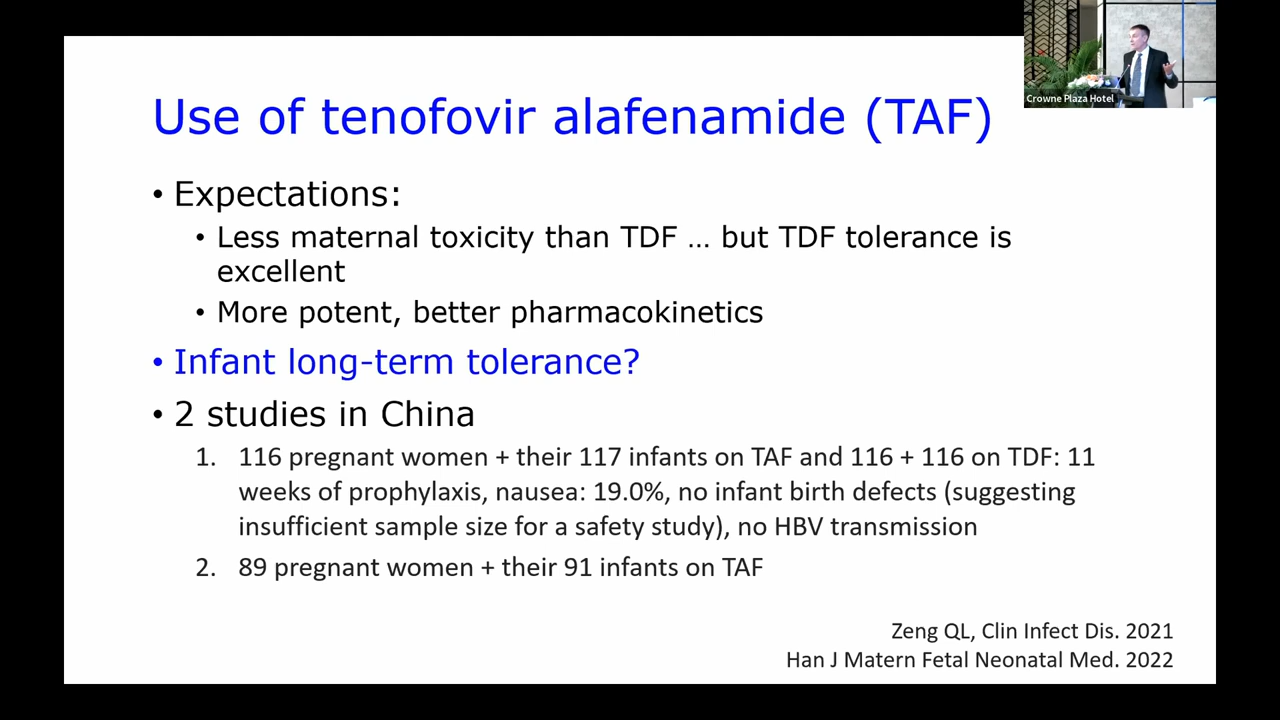 Use of tenofovir alafenamide (TAF)
Crowne Plaza Hotel
• Expectations:
• Less maternal toxicity than TDF … but TDF tolerance is
excellent
• More potent, better pharmacokinetics
• Infant long-term tolerance?
• 2 studies in China
1. 116 pregnant women + their 117 infants on TAF and 116 + 116 on TDF: 11
weeks of prophylaxis, nausea: 19.0%, no infant birth defects (suggesting
insufficient sample size for a safety study), no HBV transmission
2. 89 pregnant women + their 91 infants on TAF
Zeng QL, Clin Infect Dis. 2021
Han J Matern Fetal Neonatal Med. 2022